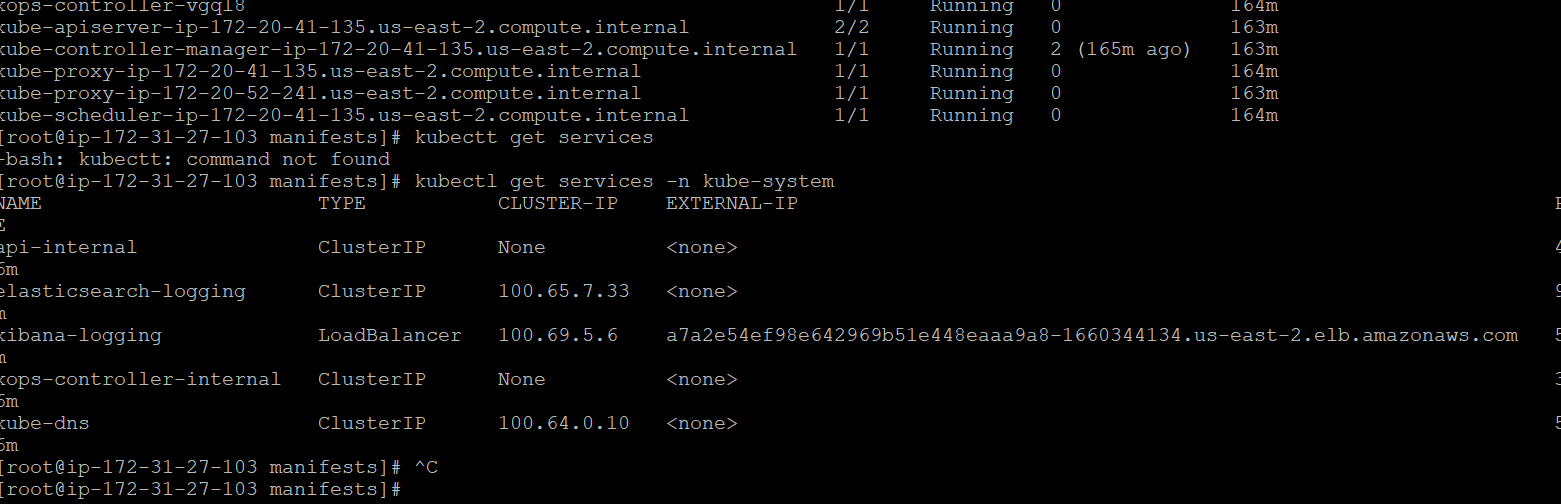 kops-controller-vgql8 1/1 Running 0 164m
kube-apiserver-ip-172-20-41-135.us-east-2.compute.internal 2/2 Running 0 163m
kube-controller-manager-ip-172-20-41-135.us-east-2.compute.internal 1/1 Running 2 (165m ago) 163m
kube-proxy-ip-172-20-41-135.us-east-2.compute.internal 1/1 Running 0 164m
kube-proxy-ip-172-20-52-241.us-east-2.compute.internal 1/1 Running 0 163m
kube-scheduler-ip-172-20-41-135.us-east-2.compute.internal 1/1 Running 0 164m
[root@ip-172-31-27-103 manifests]# kubectt get services
-bash: kubectt: command not found
[root@ip-172-31-27-103 manifests]# kubectl get services -n kube-system
NAME TYPE CLUSTER-IP EXTERNAL-IP
E
api-internal ClusterIP None <none> 4
6m
elasticsearch-logging ClusterIP 100.65.7.33 <none> 9
m
kibana-logging LoadBalancer 100.69.5.6 a7a2e54ef98e642969b51e448eaaa9a8-1660344134.us-east-2.elb.amazonaws.com 5
m
kops-controller-internal ClusterIP None <none> 3
6m
kube-dns ClusterIP 100.64.0.10 <none> 5
6m
[root@ip-172-31-27-103 manifests]# ^C
[root@ip-172-31-27-103 manifests]#